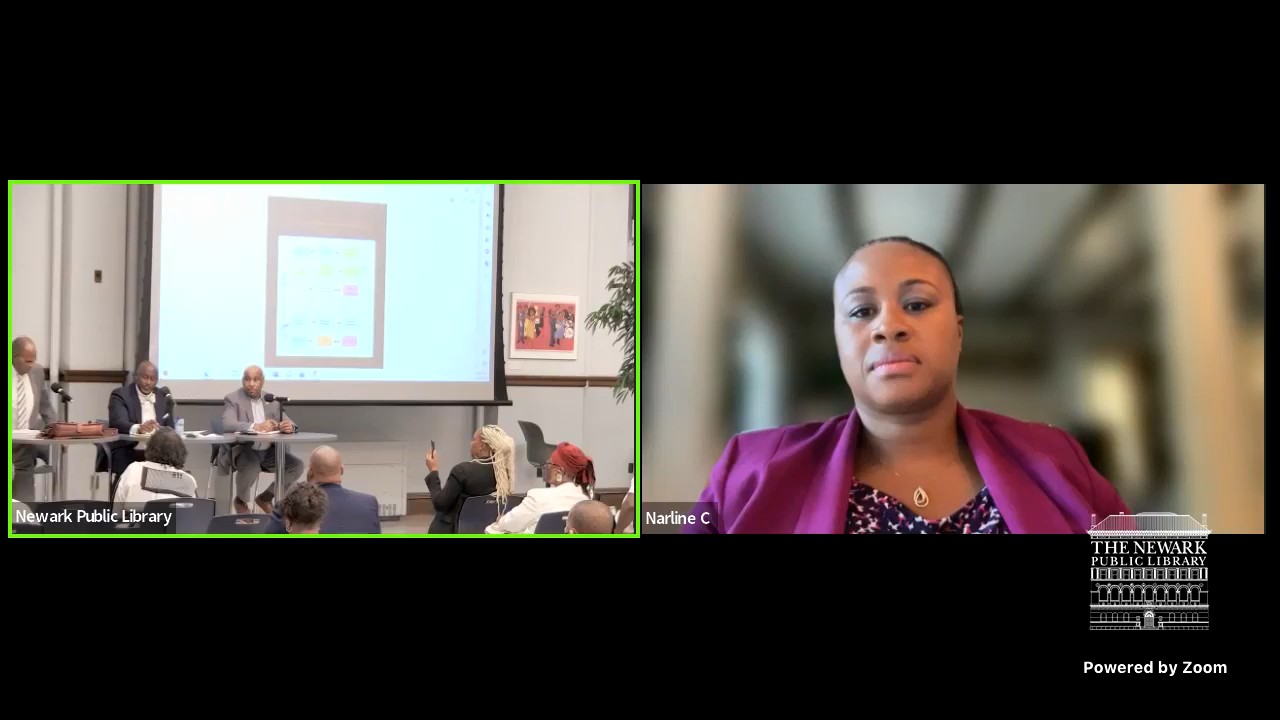 Newark Public Library
Narline C
THE NEWARK
PUBLIC LIBRARY
Powered by Zoom